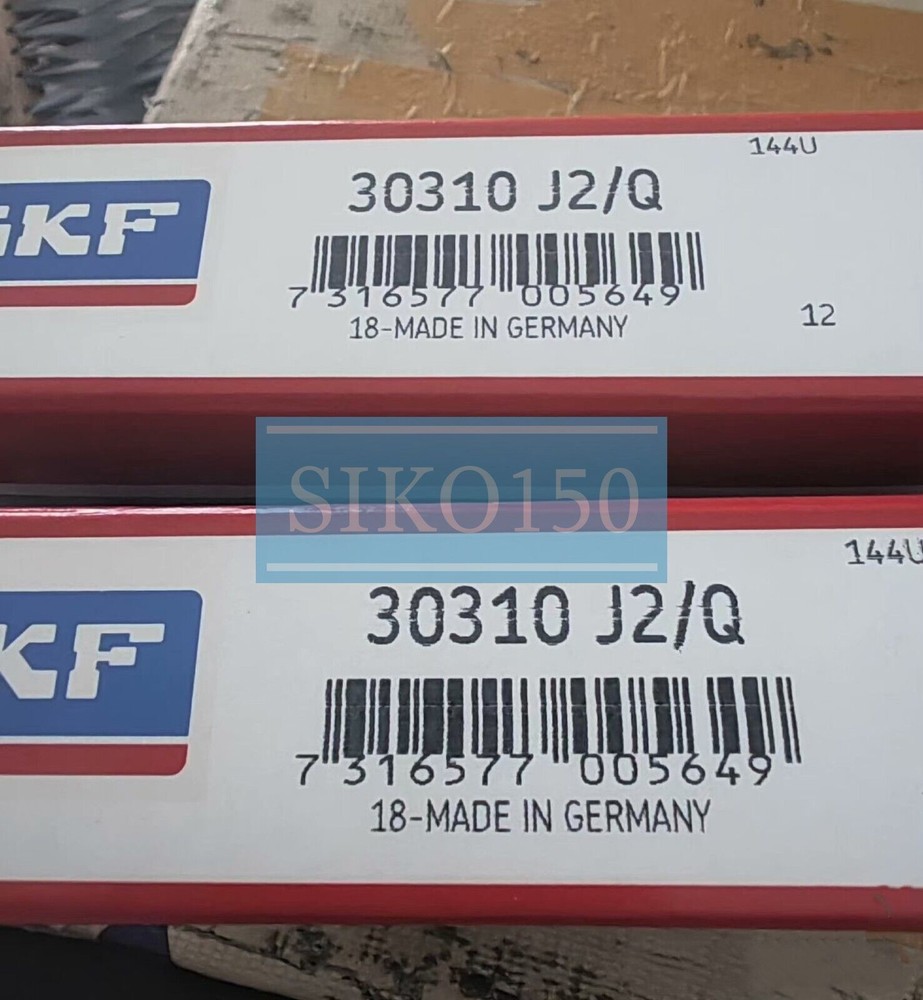 144U
SKF
30310 J2/Q
7 316577 005649
18-MADE IN GERMANY
12
SIKO150
144U
KF
30310 J2/Q
7 316577 005649
18-MADE IN GERMANY